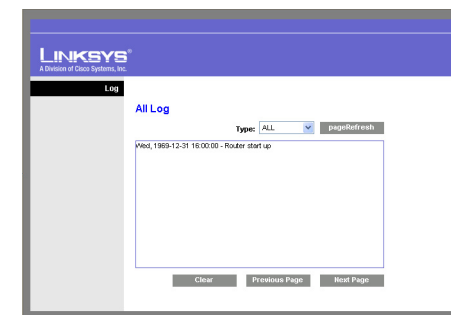 LINKSYS®
A Division of Cisco Systems, Inc.
Log
All Log
Type: ALL pageRefresh
Wed, 1969-12-31 16:00:00 - Router start up
Clear Previous Page Next Page